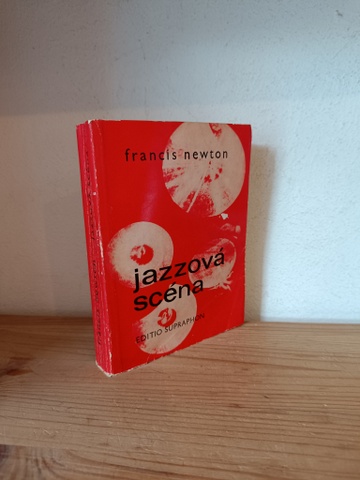 francis newton
jazzová
scéna
EDITIO SUPRAPHON